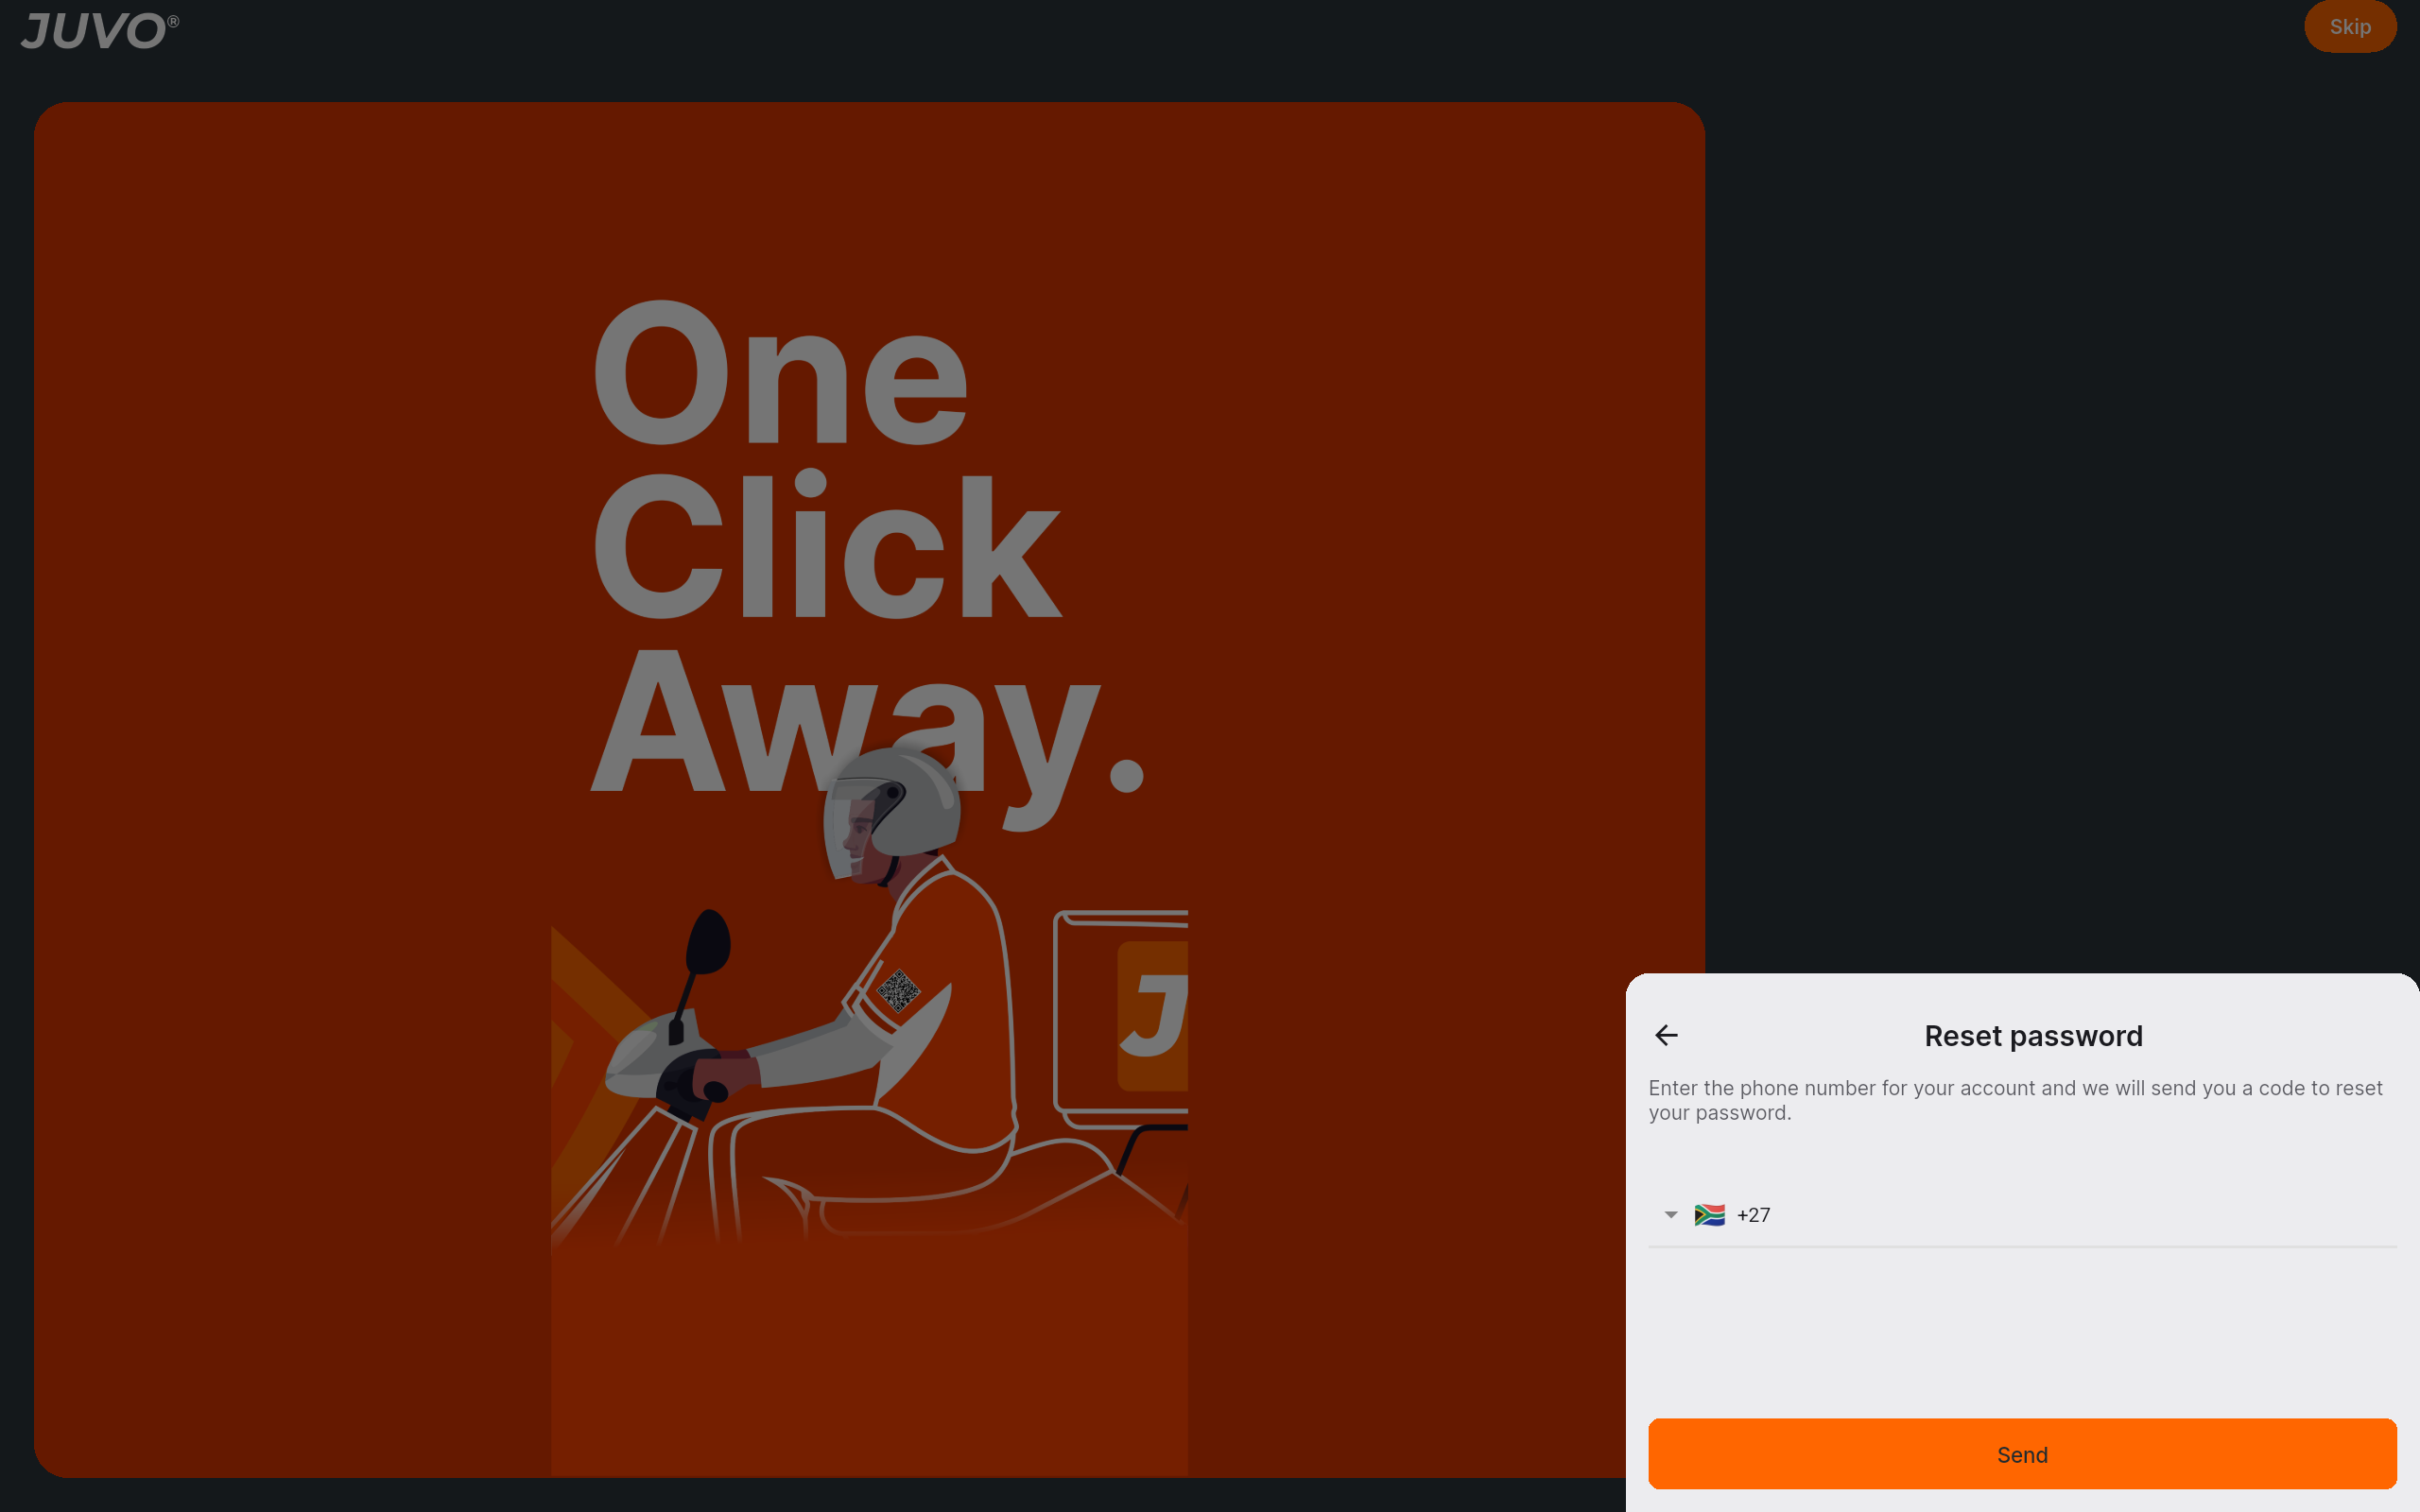 JUVO®
Skip
One
Click
Away.
J
Reset password
Enter the phone number for your account and we will send you a code to reset
your password.
+27
Send